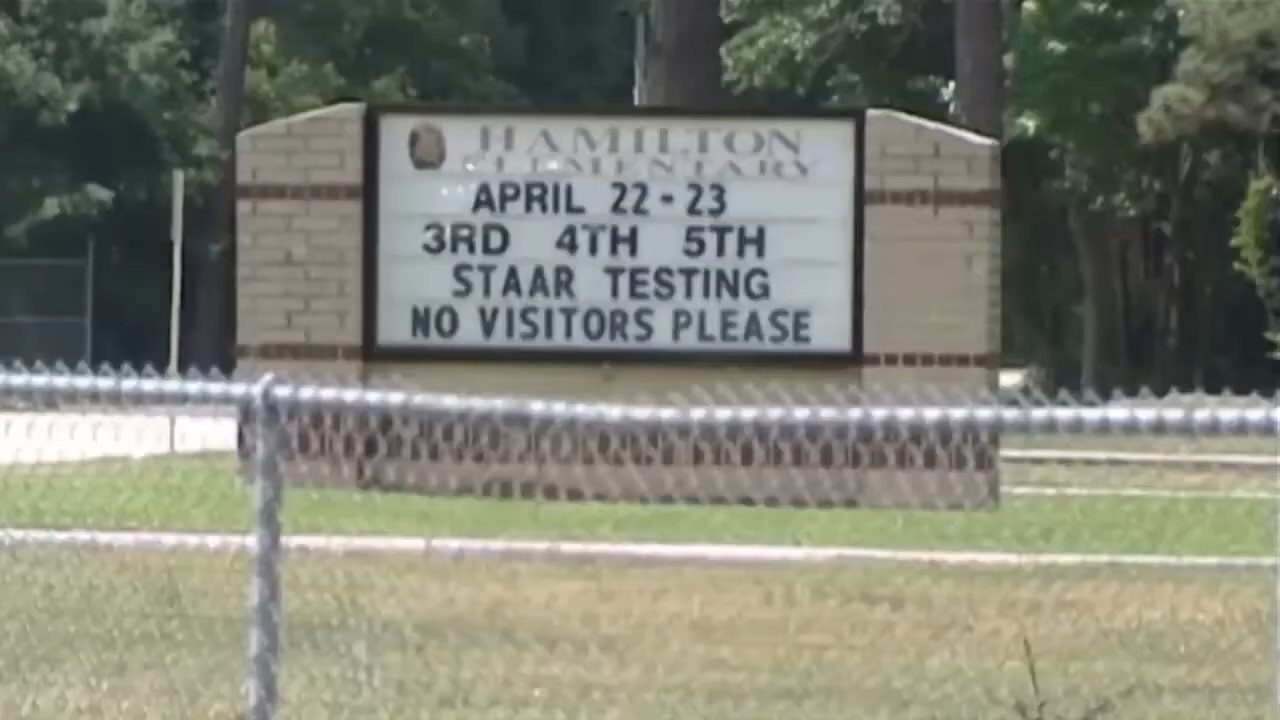 HAMILTON
ELEMENTARY
APRIL 22-23
3RD 4TH 5TH
STAAR TESTING
NO VISITORS PLEASE